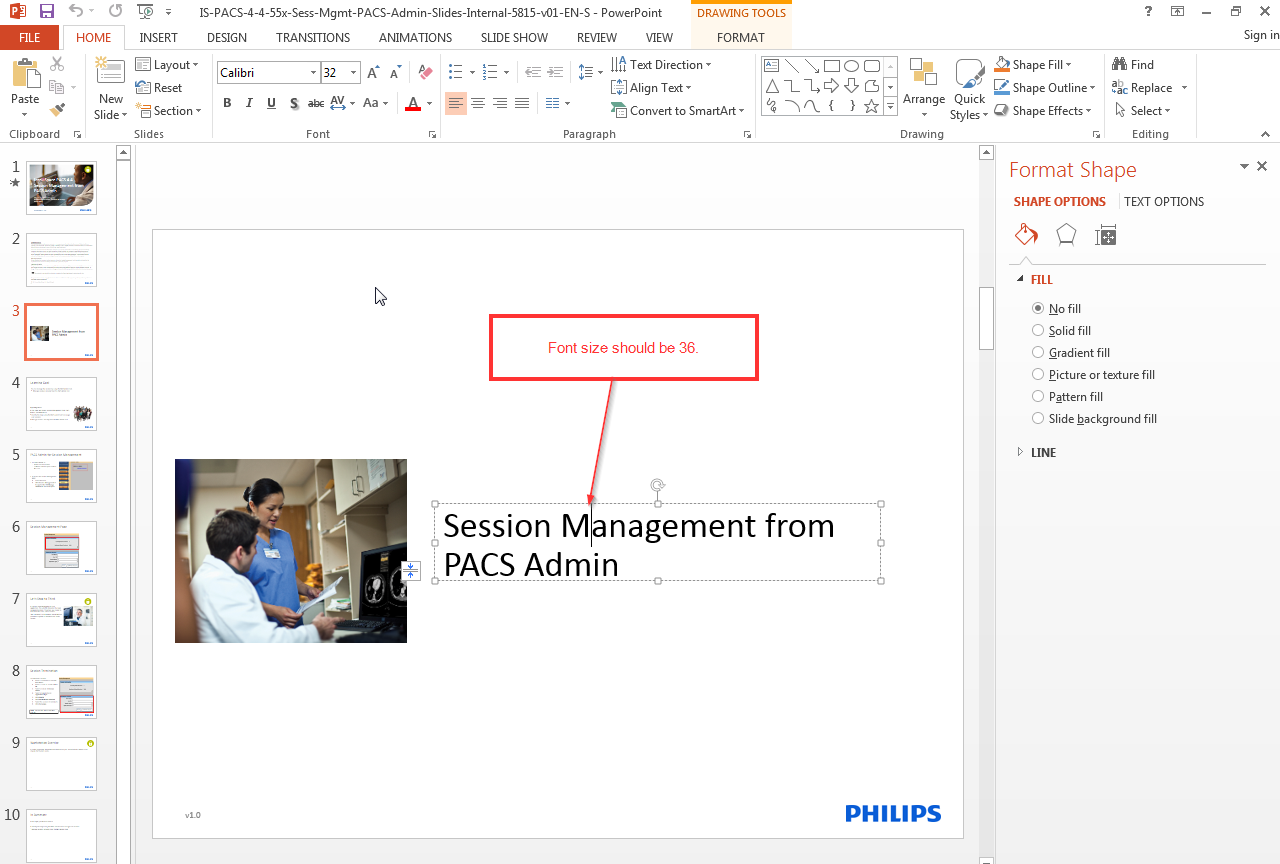 IS-PACS-4-4-55x-Sess-Mgmt-PACS-Admin-Slides-Internal-5815-v01-EN-S - PowerPoint
DRAWING TOOLS
?
FILE
HOME
INSERT
DESIGN
TRANSITIONS
ANIMATIONS
SLIDE SHOW
REVIEW
VIEW
FORMAT
Sign in
Paste
Clipboard
New
Slide
Layout
Reset
Section
Slides
Calibri
32
B I U S abc AV Aa A
Font
Text Direction
Align Text
Convert to SmartArt
Paragraph
Arrange
Quick
Styles
Shape Fill
Shape Outline
Shape Effects
Drawing
Find
Replace
Select
Editing
1
2
3
4
5
6
7
8
9
10
Font size should be 36.
Session Management from
PACS Admin
v1.0
PHILIPS
Format Shape
SHAPE OPTIONS
TEXT OPTIONS
FILL
No fill
Solid fill
Gradient fill
Picture or texture fill
Pattern fill
Slide background fill
LINE